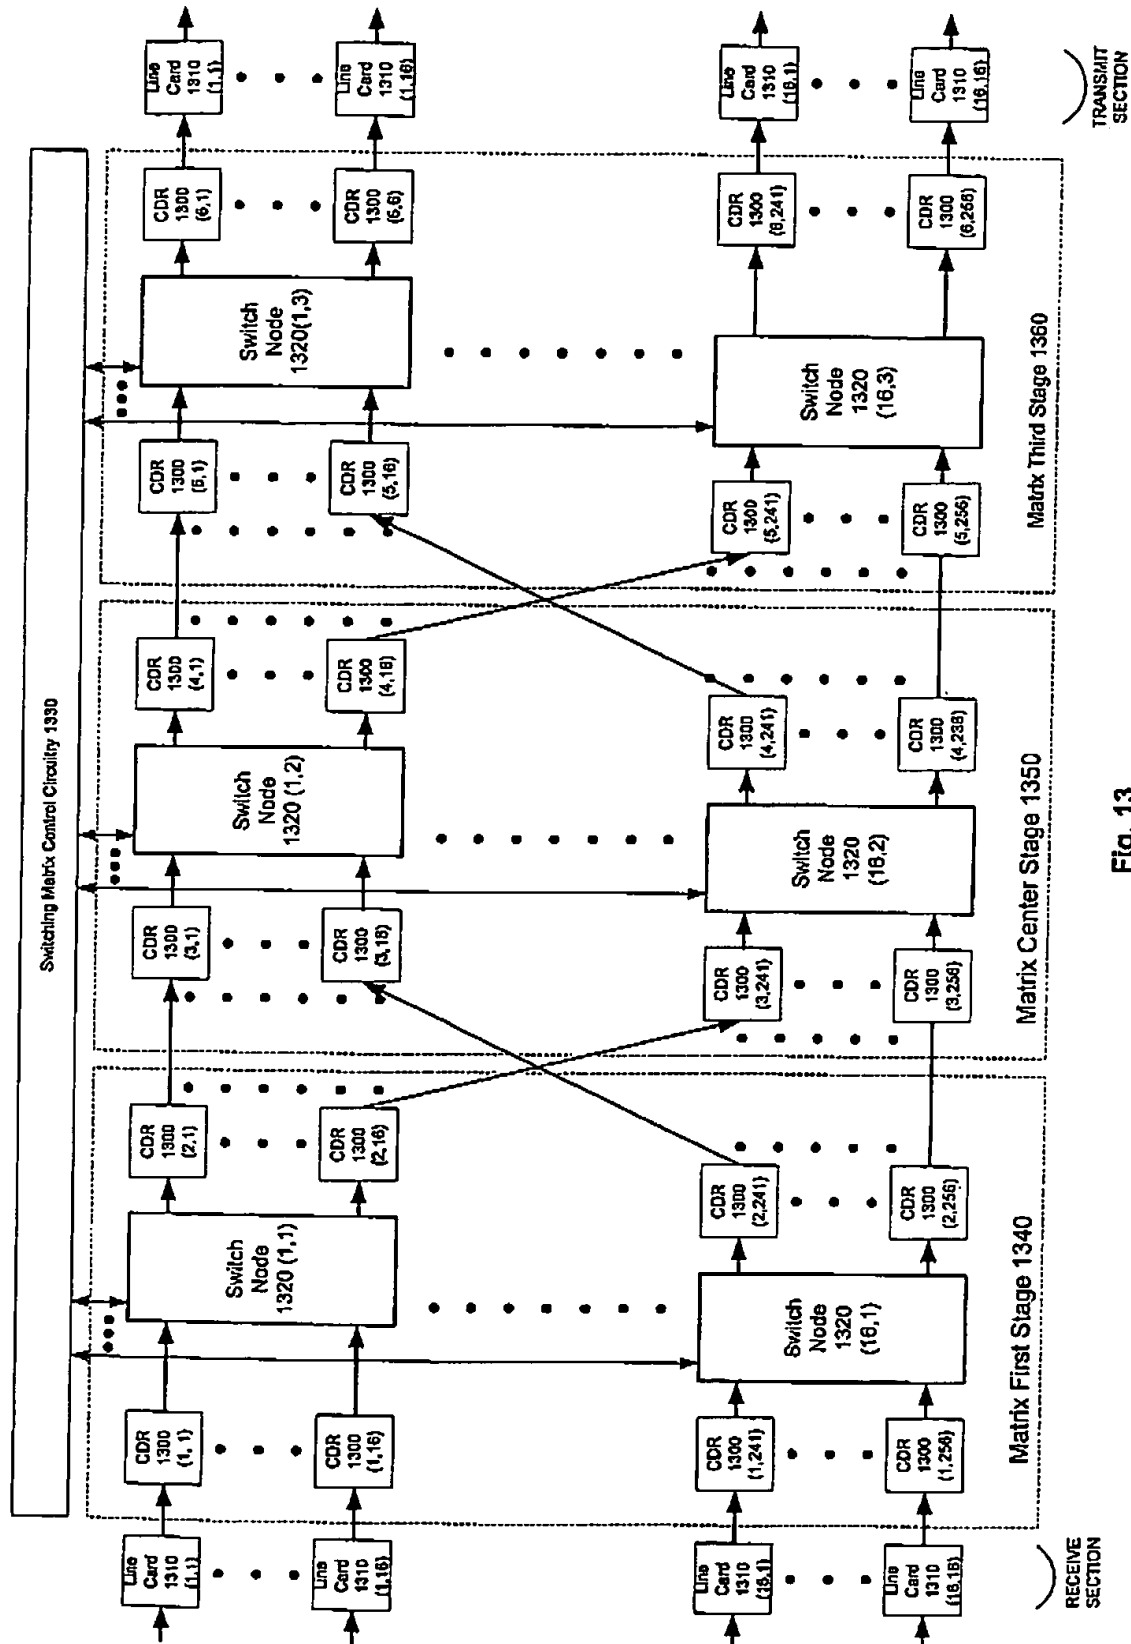 Switching Matrix Control Circuitry 1330
Line
Card
1310
(1,1)
Line
Card
1310
(1,16)
Line
Card
1310
(16,1)
Line
Card
1310
(16,16)
TRANSMIT
SECTION
CDR
1300
(6,1)
CDR
1300
(6,6)
CDR
1300
(6,241)
CDR
1300
(6,256)
Switch
Node
1320(1,3)
Switch
Node
1320
(16,3)
CDR
1300
(5,1)
CDR
1300
(5,16)
CDR
1300
(5,241)
CDR
1300
(5,256)
Matrix Third Stage 1360
CDR
1300
(4,1)
CDR
1300
(4,16)
CDR
1300
(4,241)
CDR
1300
(4,238)
Switch
Node
1320 (1,2)
Switch
Node
1320
(16,2)
CDR
1300
(3,1)
CDR
1300
(3,16)
CDR
1300
(3,241)
CDR
1300
(3,256)
Matrix Center Stage 1350
CDR
1300
(2,1)
CDR
1300
(2,16)
CDR
1300
(2,241)
CDR
1300
(2,256)
Switch
Node
1320 (1,1)
Switch
Node
1320
(16,1)
CDR
1300
(1,1)
CDR
1300
(1,16)
CDR
1300
(1,241)
CDR
1300
(1,256)
Matrix First Stage 1340
Line
Card
1310
(1,1)
Line
Card
1310
(1,16)
Line
Card
1310
(16,1)
Line
Card
1310
(16,16)
RECEIVE
SECTION
Fig. 13